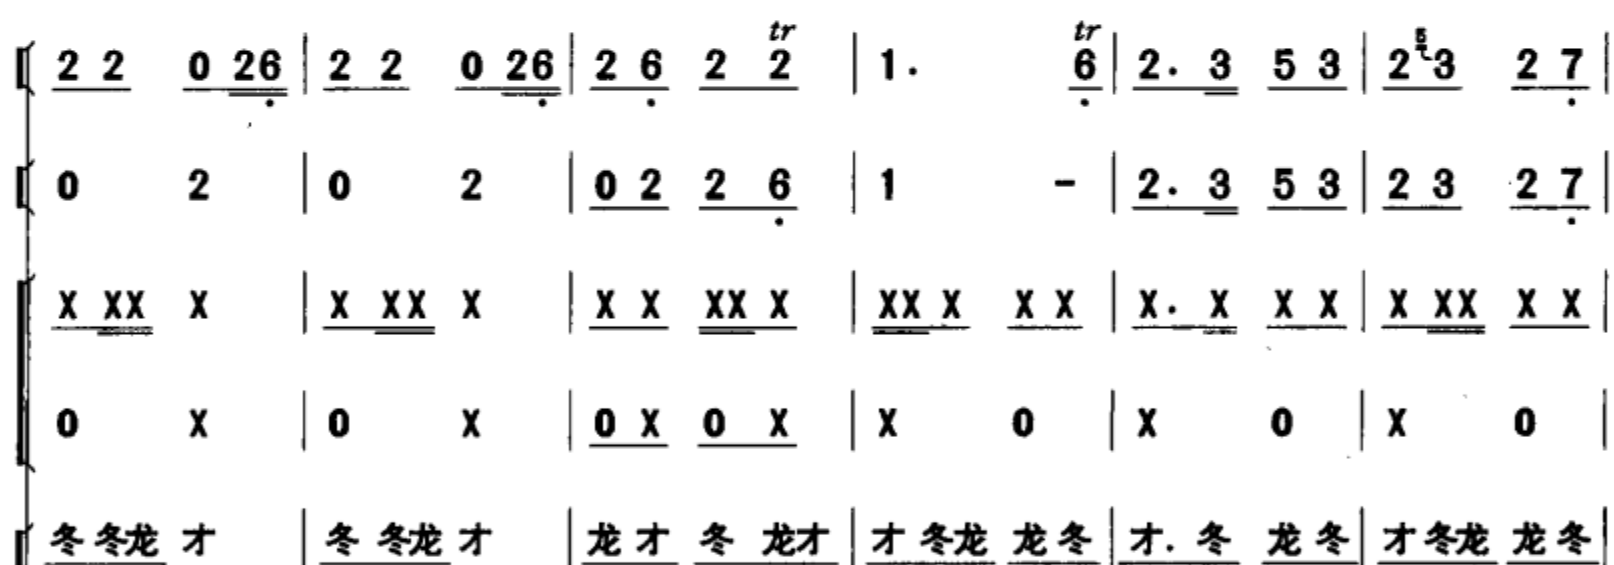 tr tr
2 2 0 26 | 2 2 0 26 | 2 6 2 2 | 1. 6 | 2. 3 5 3 | 2 5 3 2 7 |
0 2 | 0 2 | 0 2 2 6 | 1 - | 2. 3 5 3 | 2 3 2 7 |
X XX X | X XX X | X X XX X | XX X X X | X. X X X | X XX X X |
0 X | 0 X | 0 X 0 X | X 0 | X 0 | X 0 |
冬 冬龙 才 | 冬 冬龙 才 | 龙 才 冬 龙才 | 才 冬龙 龙冬 | 才. 冬 龙 冬 | 才冬龙 龙冬 |